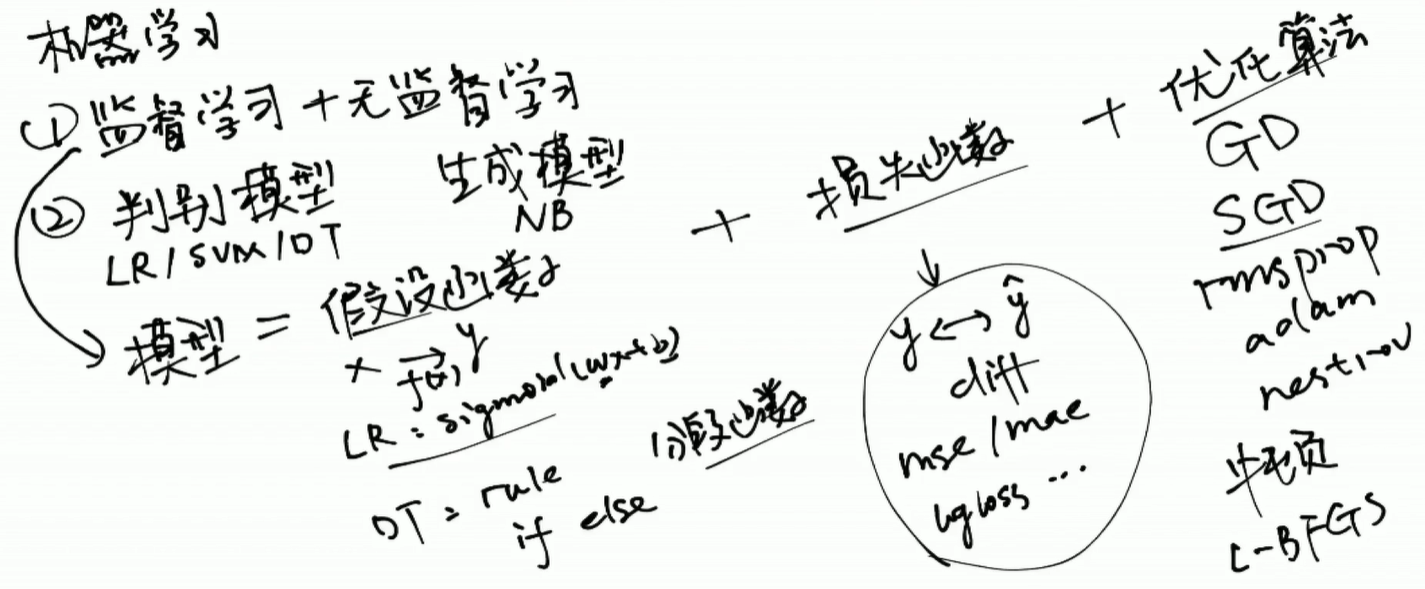 机器学习
① 监督学习 + 无监督学习
② 判别模型 生成模型
LR / SVM / DT NB
模型 = 假设函数 + 损失函数 + 优化算法
x → y
f(x)
LR: sigmoid(wx+b)
DT: rule
if else
分段函数
y ↔ ŷ
diff
mse / mae
logloss ...
GD
SGD
rmsprop
adam
nestrov
牛顿
L-BFGS